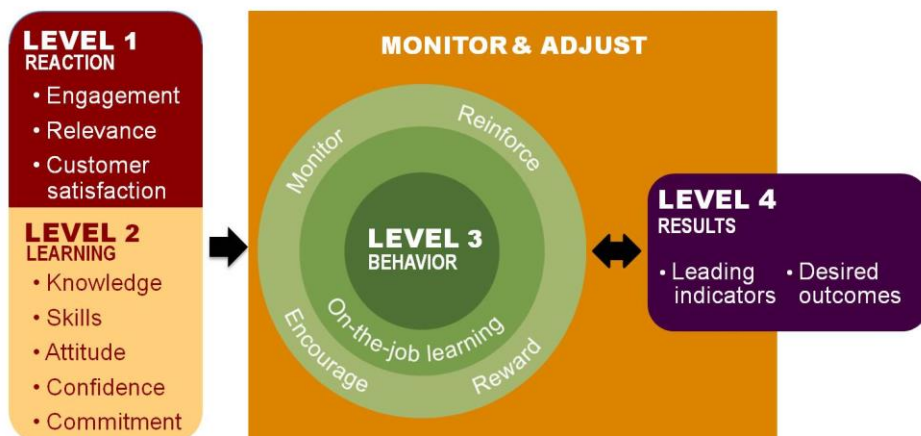 LEVEL 1
REACTION
• Engagement
• Relevance
• Customer
satisfaction
LEVEL 2
LEARNING
• Knowledge
• Skills
• Attitude
• Confidence
• Commitment
MONITOR & ADJUST
Monitor
Reinforce
LEVEL 3
BEHAVIOR
On-the-job learning
Encourage
Reward
LEVEL 4
RESULTS
• Leading
indicators
• Desired
outcomes